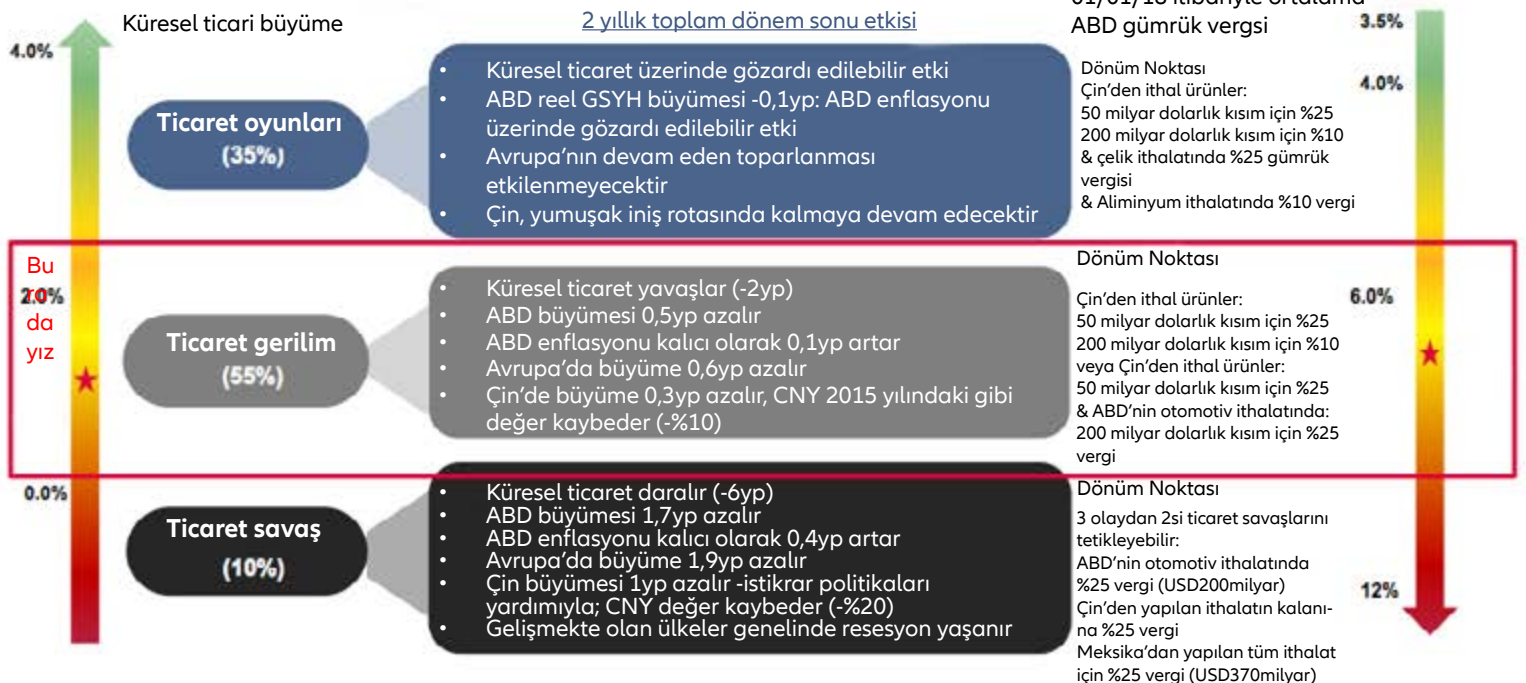 Küresel ticari büyüme
2 yıllık toplam dönem sonu etkisi
01/01/18 itibariyle ortalama
ABD gümrük vergsi
4.0%
3.5%
4.0%
Ticaret oyunları
(35%)
• Küresel ticaret üzerinde gözardı edilebilir etki
• ABD reel GSYH büyümesi -0,1yp: ABD enflasyonu
üzerinde gözardı edilebilir etki
• Avrupa’nın devam eden toparlanması
etkilenmeyecektir
• Çin, yumuşak iniş rotasında kalmaya devam edecektir
Dönüm Noktası
Çin’den ithal ürünler:
50 milyar dolarlık kısım için %25
200 milyar dolarlık kısım için %10
& çelik ithalatında %25 gümrük
vergisi
& Aliminyum ithalatında %10 vergi
Bu
ra
da
yız
2.0%
Ticaret gerilim
(55%)
• Küresel ticaret yavaşlar (-2yp)
• ABD büyümesi 0,5yp azalır
• ABD enflasyonu kalıcı olarak 0,1yp artar
• Avrupa’da büyüme 0,6yp azalır
• Çin’de büyüme 0,3yp azalır, CNY 2015 yılındaki gibi
değer kaybeder (-%10)
Dönüm Noktası
Çin’den ithal ürünler:
50 milyar dolarlık kısım için %25
200 milyar dolarlık kısım için %10
veya Çin’den ithal ürünler:
50 milyar dolarlık kısım için %25
& ABD’nin otomotiv ithalatında:
200 milyar dolarlık kısım için %25
vergi
6.0%
0.0%
Ticaret savaş
(10%)
• Küresel ticaret daralır (-6yp)
• ABD büyümesi 1,7yp azalır
• ABD enflasyonu kalıcı olarak 0,4yp artar
• Avrupa’da büyüme 1,9yp azalır
• Çin büyümesi 1yp azalır -istikrar politikaları
yardımıyla; CNY değer kaybeder (-%20)
• Gelişmekte olan ülkeler genelinde resesyon yaşanır
Dönüm Noktası
3 olaydan 2si ticaret savaşlarını
tetikleyebilir:
ABD’nin otomotiv ithalatında
%25 vergi (USD200milyar)
Çin’den yapılan ithalatın kalanı-
na %25 vergi
Meksika’dan yapılan tüm ithalat
için %25 vergi (USD370milyar)
12%